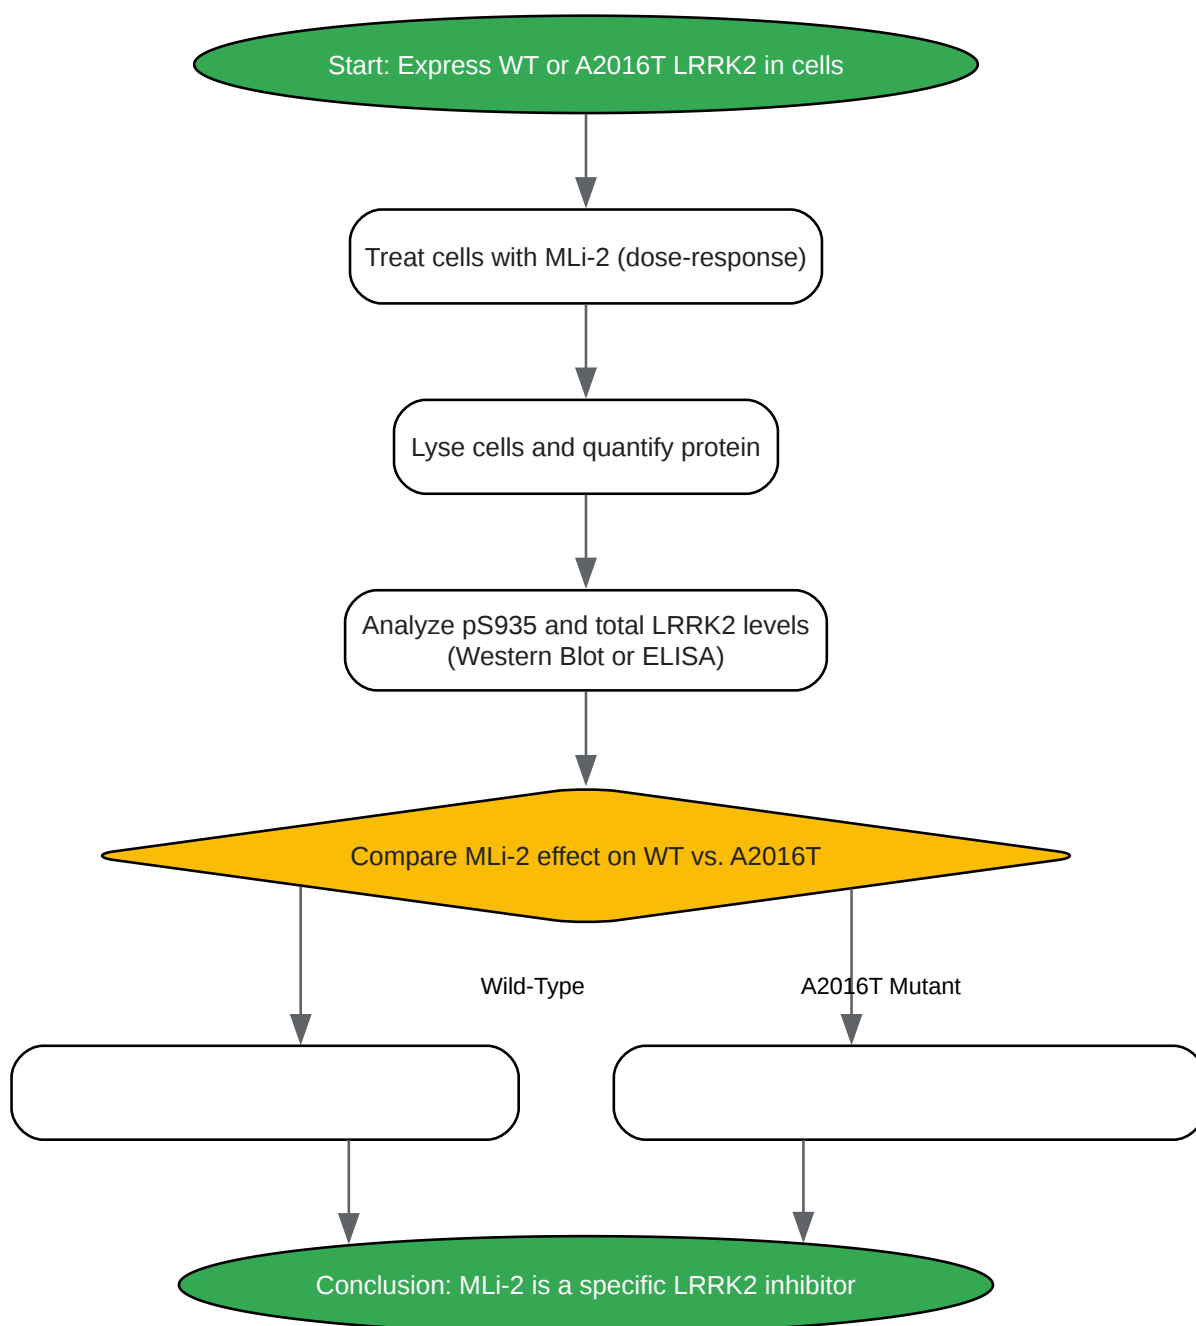 Start: Express WT or A2016T LRRK2 in cells
Treat cells with MLi-2 (dose-response)
Lyse cells and quantify protein
Analyze pS935 and total LRRK2 levels
(Western Blot or ELISA)
Compare MLi-2 effect on WT vs. A2016T
Wild-Type
A2016T Mutant
Conclusion: MLi-2 is a specific LRRK2 inhibitor